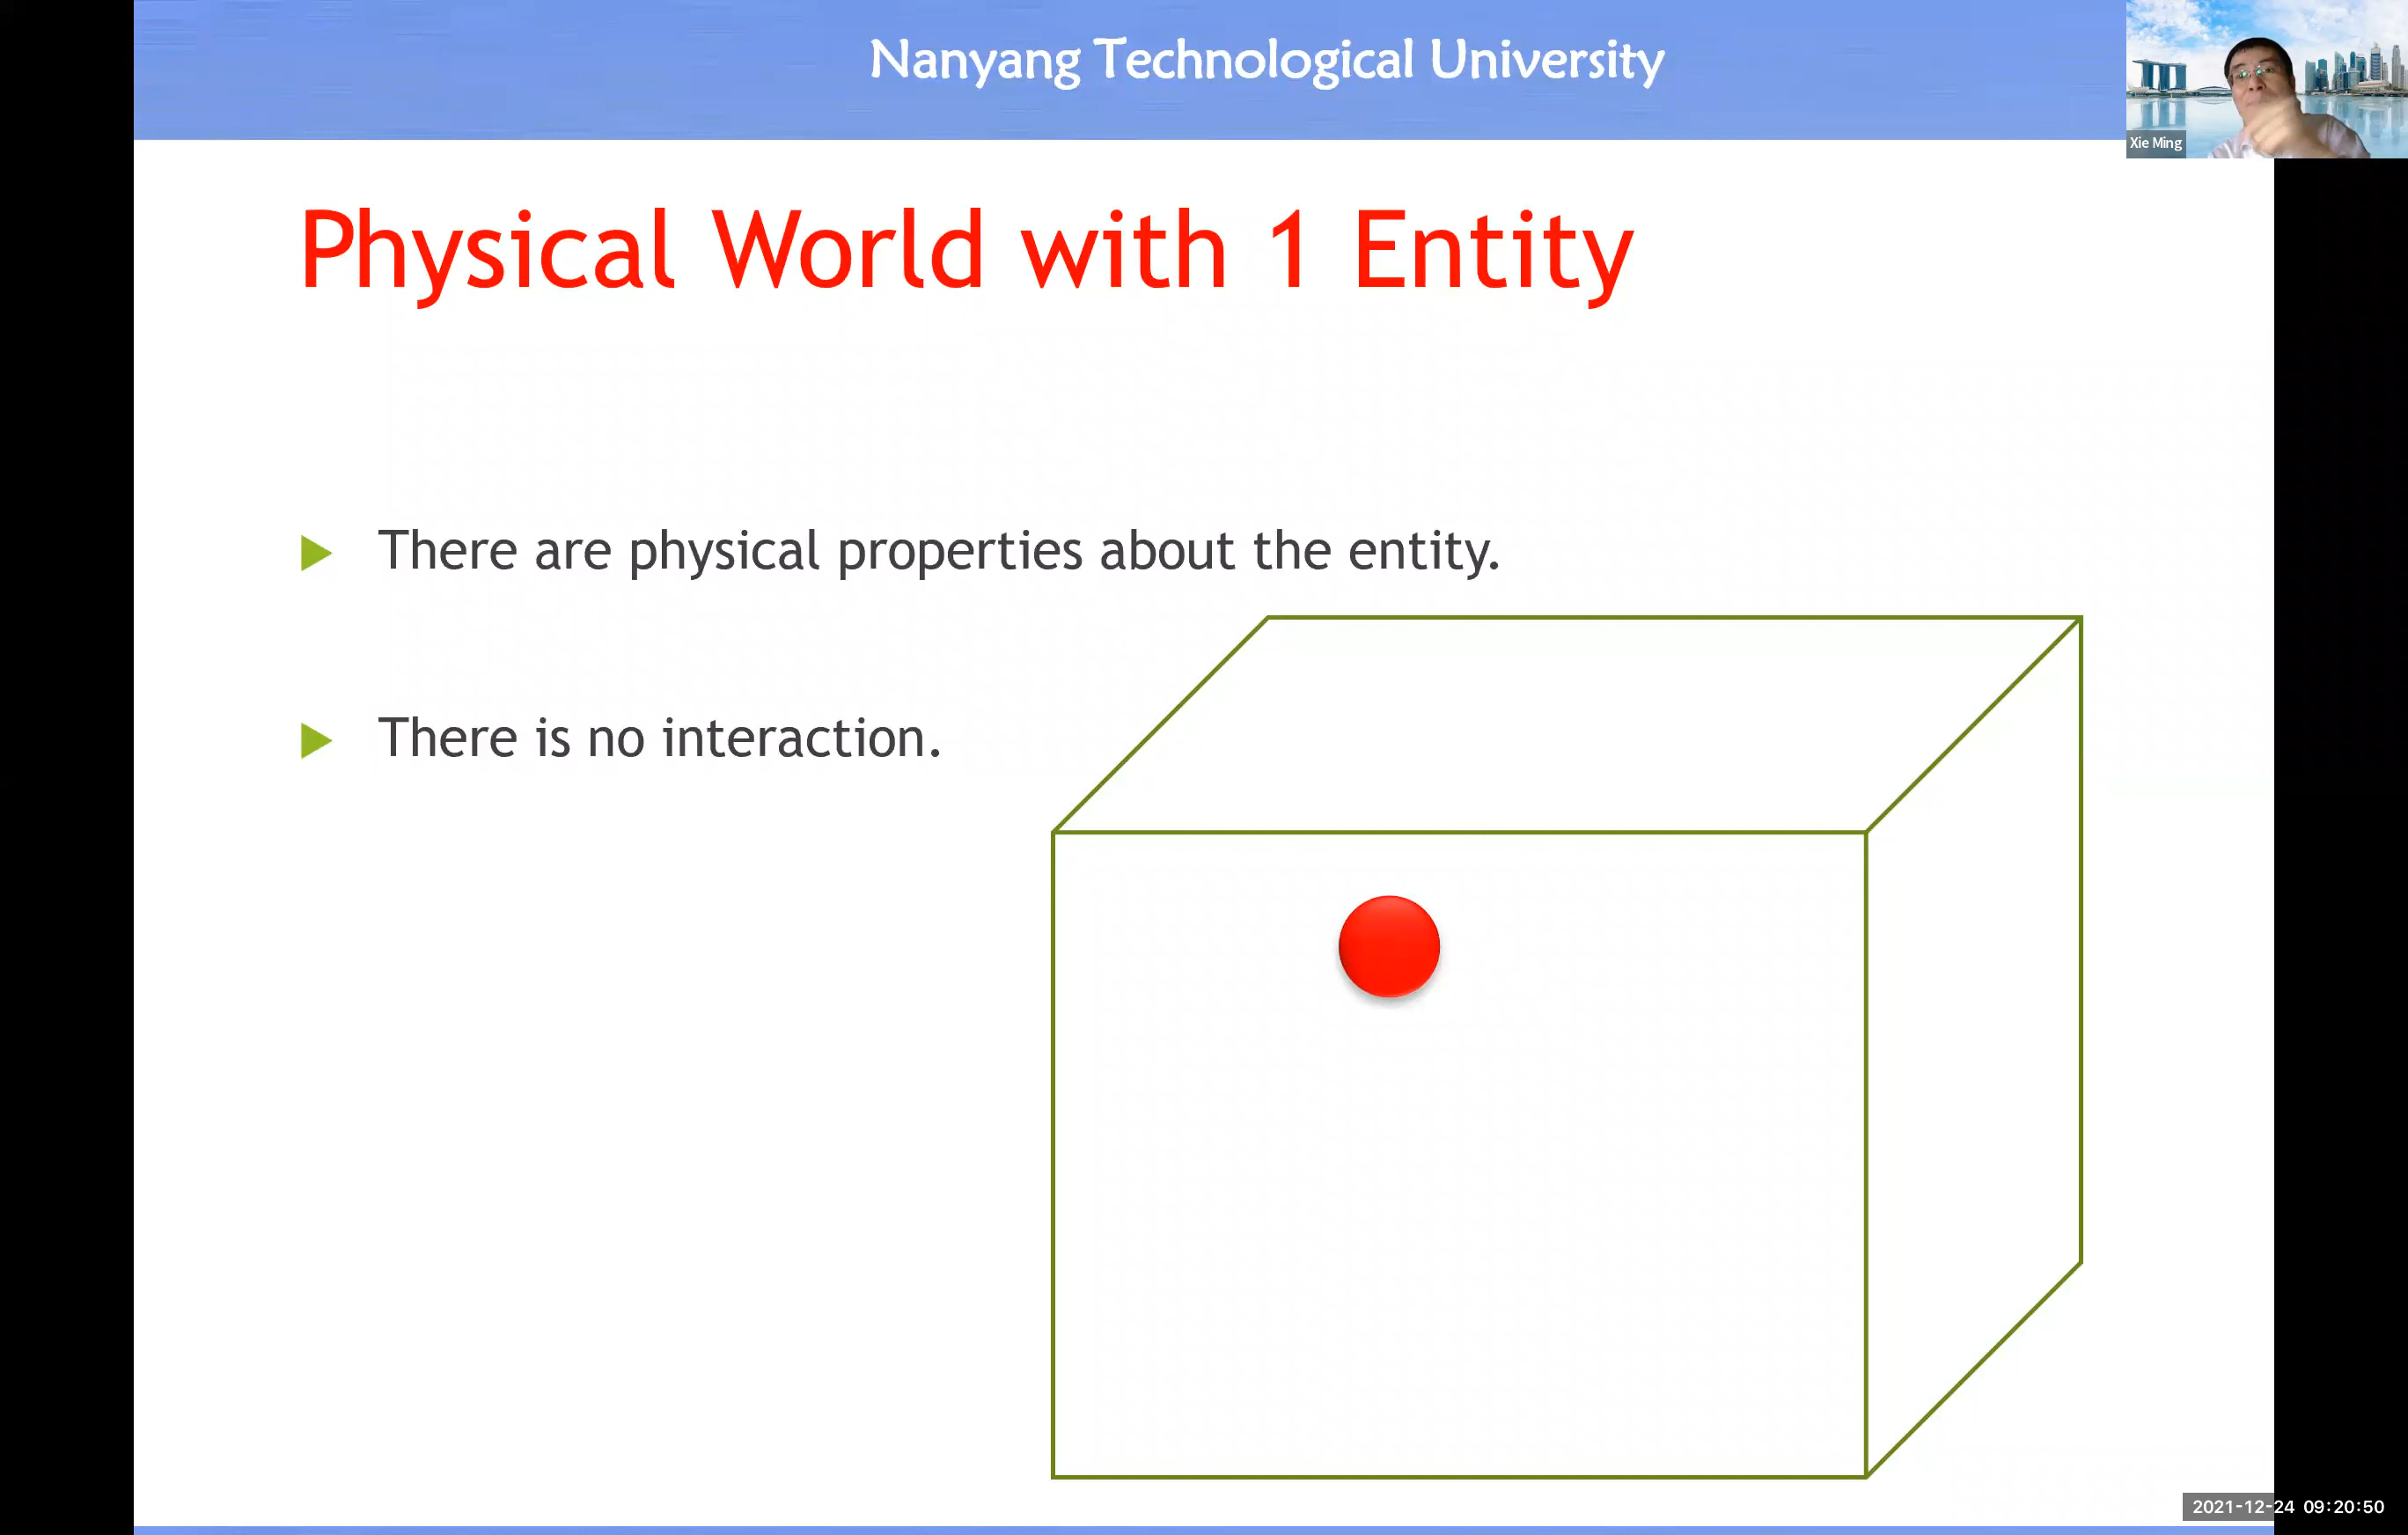 Nanyang Technological University
Xie Ming
Physical World with 1 Entity
There are physical properties about the entity.
There is no interaction.
2021-12-24 09:20:50